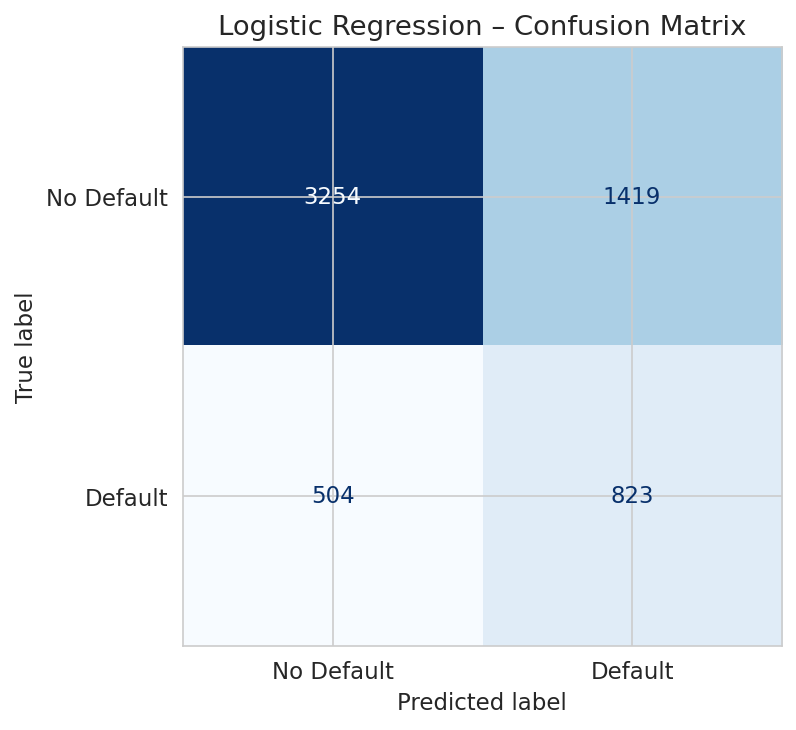 Logistic Regression – Confusion Matrix
No Default
3254
1419
True label
Default
504
823
No Default
Default
Predicted label